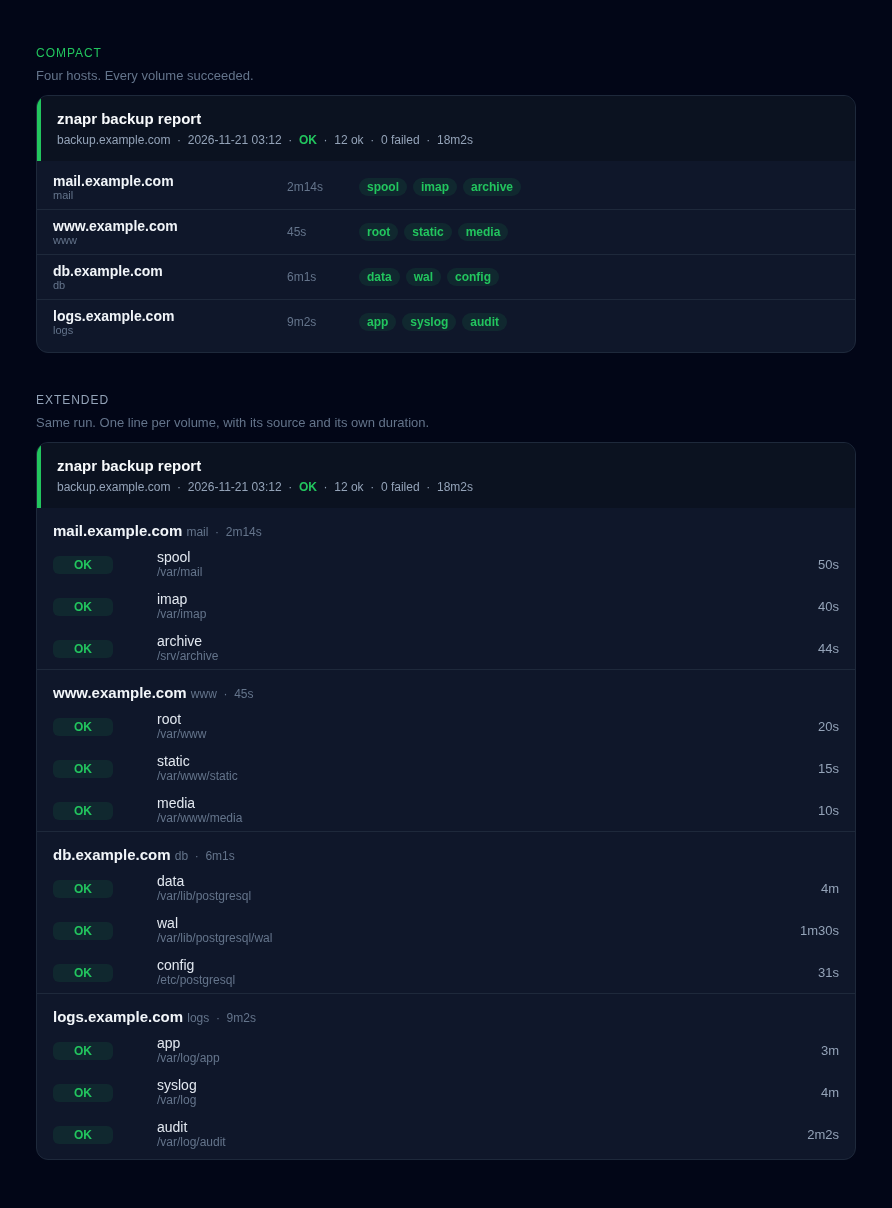 COMPACT
Four hosts. Every volume succeeded.
znapr backup report
backup.example.com · 2026-11-21 03:12 · OK · 12 ok · 0 failed · 18m2s
mail.example.com 2m14s spool imap archive
mail
www.example.com 45s root static media
www
db.example.com 6m1s data wal config
db
logs.example.com 9m2s app syslog audit
logs
EXTENDED
Same run. One line per volume, with its source and its own duration.
znapr backup report
backup.example.com · 2026-11-21 03:12 · OK · 12 ok · 0 failed · 18m2s
mail.example.com mail · 2m14s
OK spool 50s
/var/mail
OK imap 40s
/var/imap
OK archive 44s
/srv/archive
www.example.com www · 45s
OK root 20s
/var/www
OK static 15s
/var/www/static
OK media 10s
/var/www/media
db.example.com db · 6m1s
OK data 4m
/var/lib/postgresql
OK wal 1m30s
/var/lib/postgresql/wal
OK config 31s
/etc/postgresql
logs.example.com logs · 9m2s
OK app 3m
/var/log/app
OK syslog 4m
/var/log
OK audit 2m2s
/var/log/audit